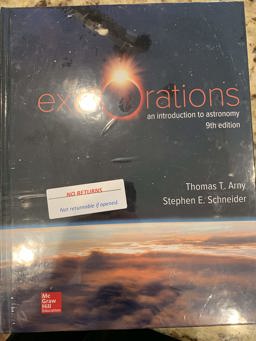 explorations
an introduction to astronomy
9th edition
Thomas T. Arny
Stephen E. Schneider
NO RETURNS
Not returnable if opened.
Mc
Graw
Hill
Education